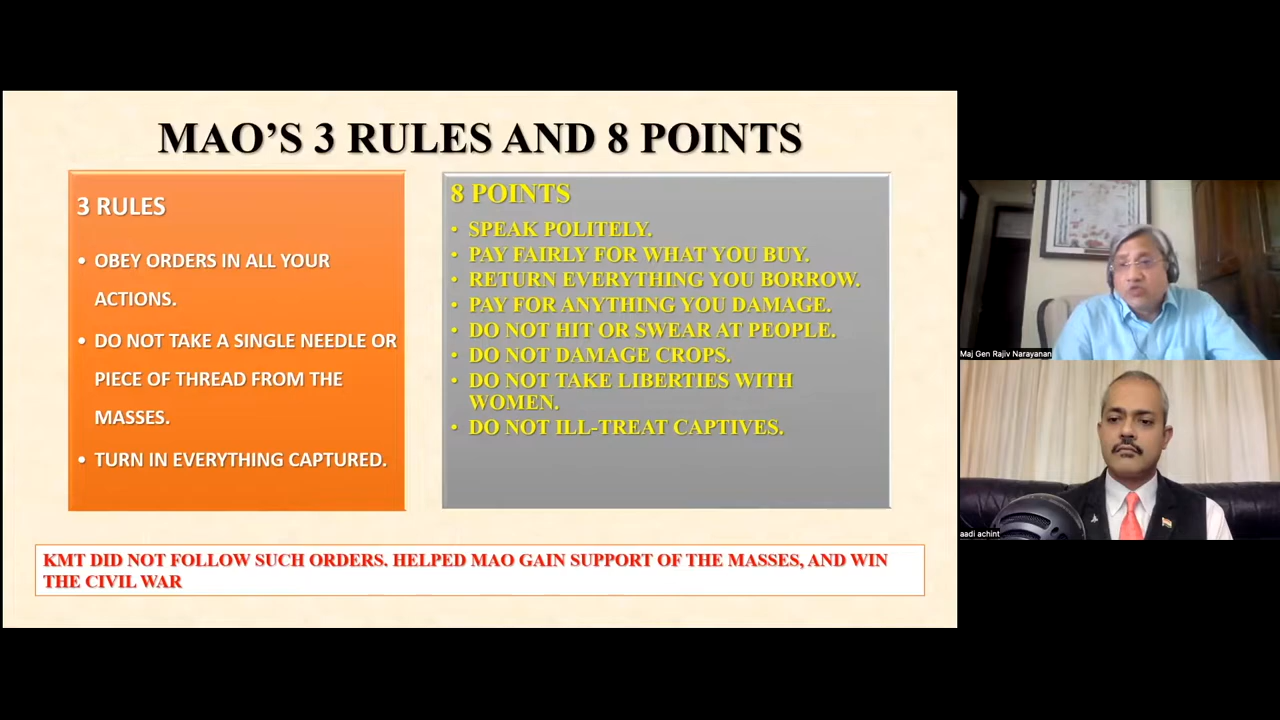 MAO'S 3 RULES AND 8 POINTS
3 RULES
• OBEY ORDERS IN ALL YOUR
ACTIONS.
• DO NOT TAKE A SINGLE NEEDLE OR
PIECE OF THREAD FROM THE
MASSES.
• TURN IN EVERYTHING CAPTURED.
8 POINTS
• SPEAK POLITELY.
• PAY FAIRLY FOR WHAT YOU BUY.
• RETURN EVERYTHING YOU BORROW.
• PAY FOR ANYTHING YOU DAMAGE.
• DO NOT HIT OR SWEAR AT PEOPLE.
• DO NOT DAMAGE CROPS.
• DO NOT TAKE LIBERTIES WITH
WOMEN.
• DO NOT ILL-TREAT CAPTIVES.
KMT DID NOT FOLLOW SUCH ORDERS. HELPED MAO GAIN SUPPORT OF THE MASSES, AND WIN
THE CIVIL WAR
Maj Gen Rajiv Narayanan
aadi achint